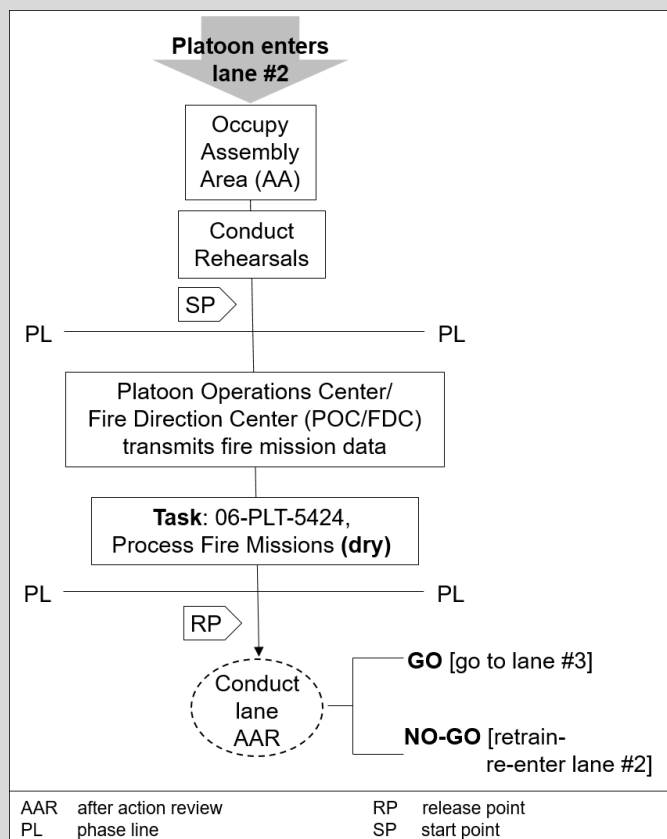 Platoon enters
lane #2
Occupy
Assembly
Area (AA)
Conduct
Rehearsals
SP
PL PL
Platoon Operations Center/
Fire Direction Center (POC/FDC)
transmits fire mission data
Task: 06-PLT-5424,
Process Fire Missions (dry)
PL PL
RP
Conduct
lane
AAR
GO [go to lane #3]
NO-GO [retrain-
re-enter lane #2]
AAR after action review RP release point
PL phase line SP start point